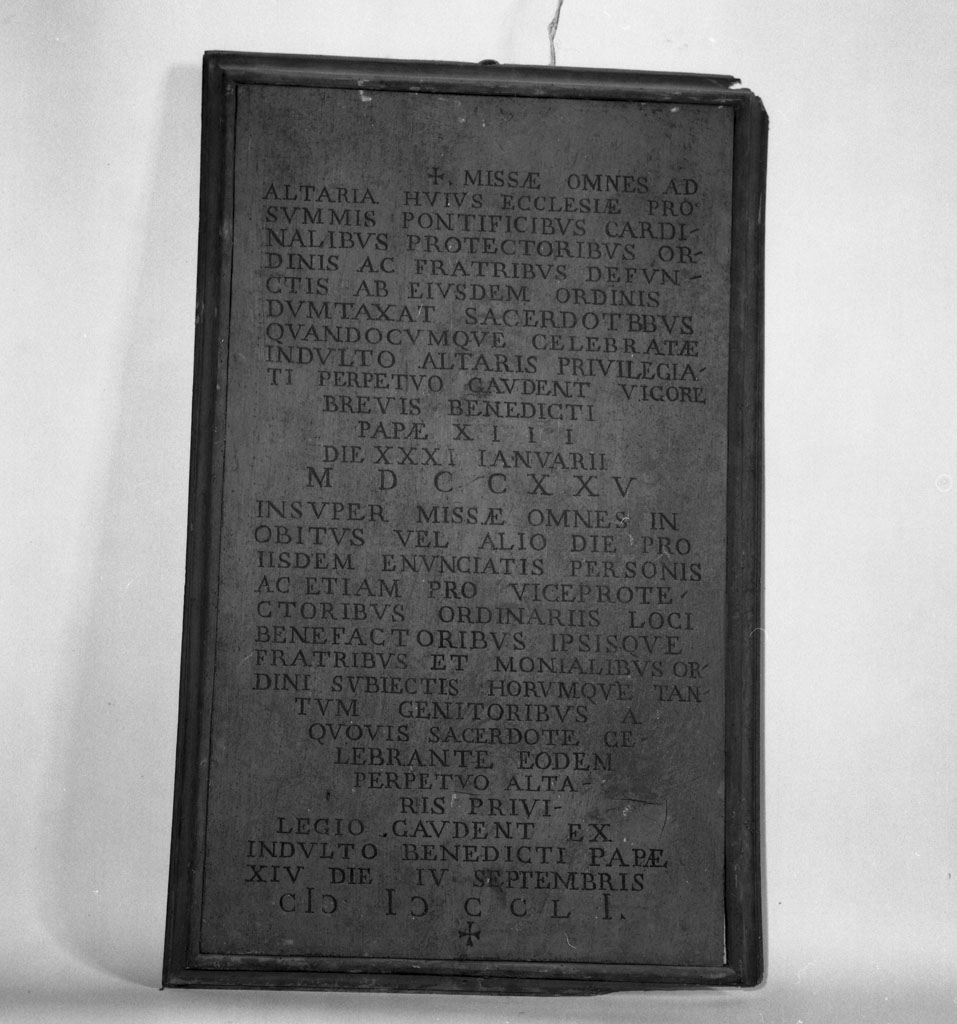 ✠. MISSÆ OMNES AD
ALTARIA HVIVS ECCLESIÆ PRO
SVMMIS PONTIFICIBVS CARDI-
NALIBVS PROTECTORIBVS OR-
DINIS AC FRATRIBVS DEFVN-
CTIS AB EIVSDEM ORDINIS
DVMTAXAT SACERDOTBBVS
QVANDOCVMQVE CELEBRATÆ
INDVLTO ALTARIS PRIVILEGIA-
TI PERPETVO GAVDENT VIGORE
BREVIS BENEDICTI
PAPÆ XIIII
DIE XXXI IANVARII
M D C C X X V
INSVPER MISSÆ OMNES IN
OBITVS VEL ALIO DIE PRO
IISDEM ENVNCIATIS PERSONIS
AC ETIAM PRO VICEPROTE-
CTORIBVS ORDINARIIS LOCI
BENEFACTORIBVS IPSISQVE
FRATRIBVS ET MONIALIBVS OR-
DINI SVBIECTIS HORVMQVE TAN-
TVM GENITORIBVS A
QVOVIS SACERDOTE CE-
LEBRANTE EODEM
PERPETVO ALTA-
RIS PRIVI-
LEGIO .GAVDENT EX
INDVLTO BENEDICTI PAPÆ
XIV DIE IV SEPTEMBRIS
CIↃ IↃ C C L I.
✠